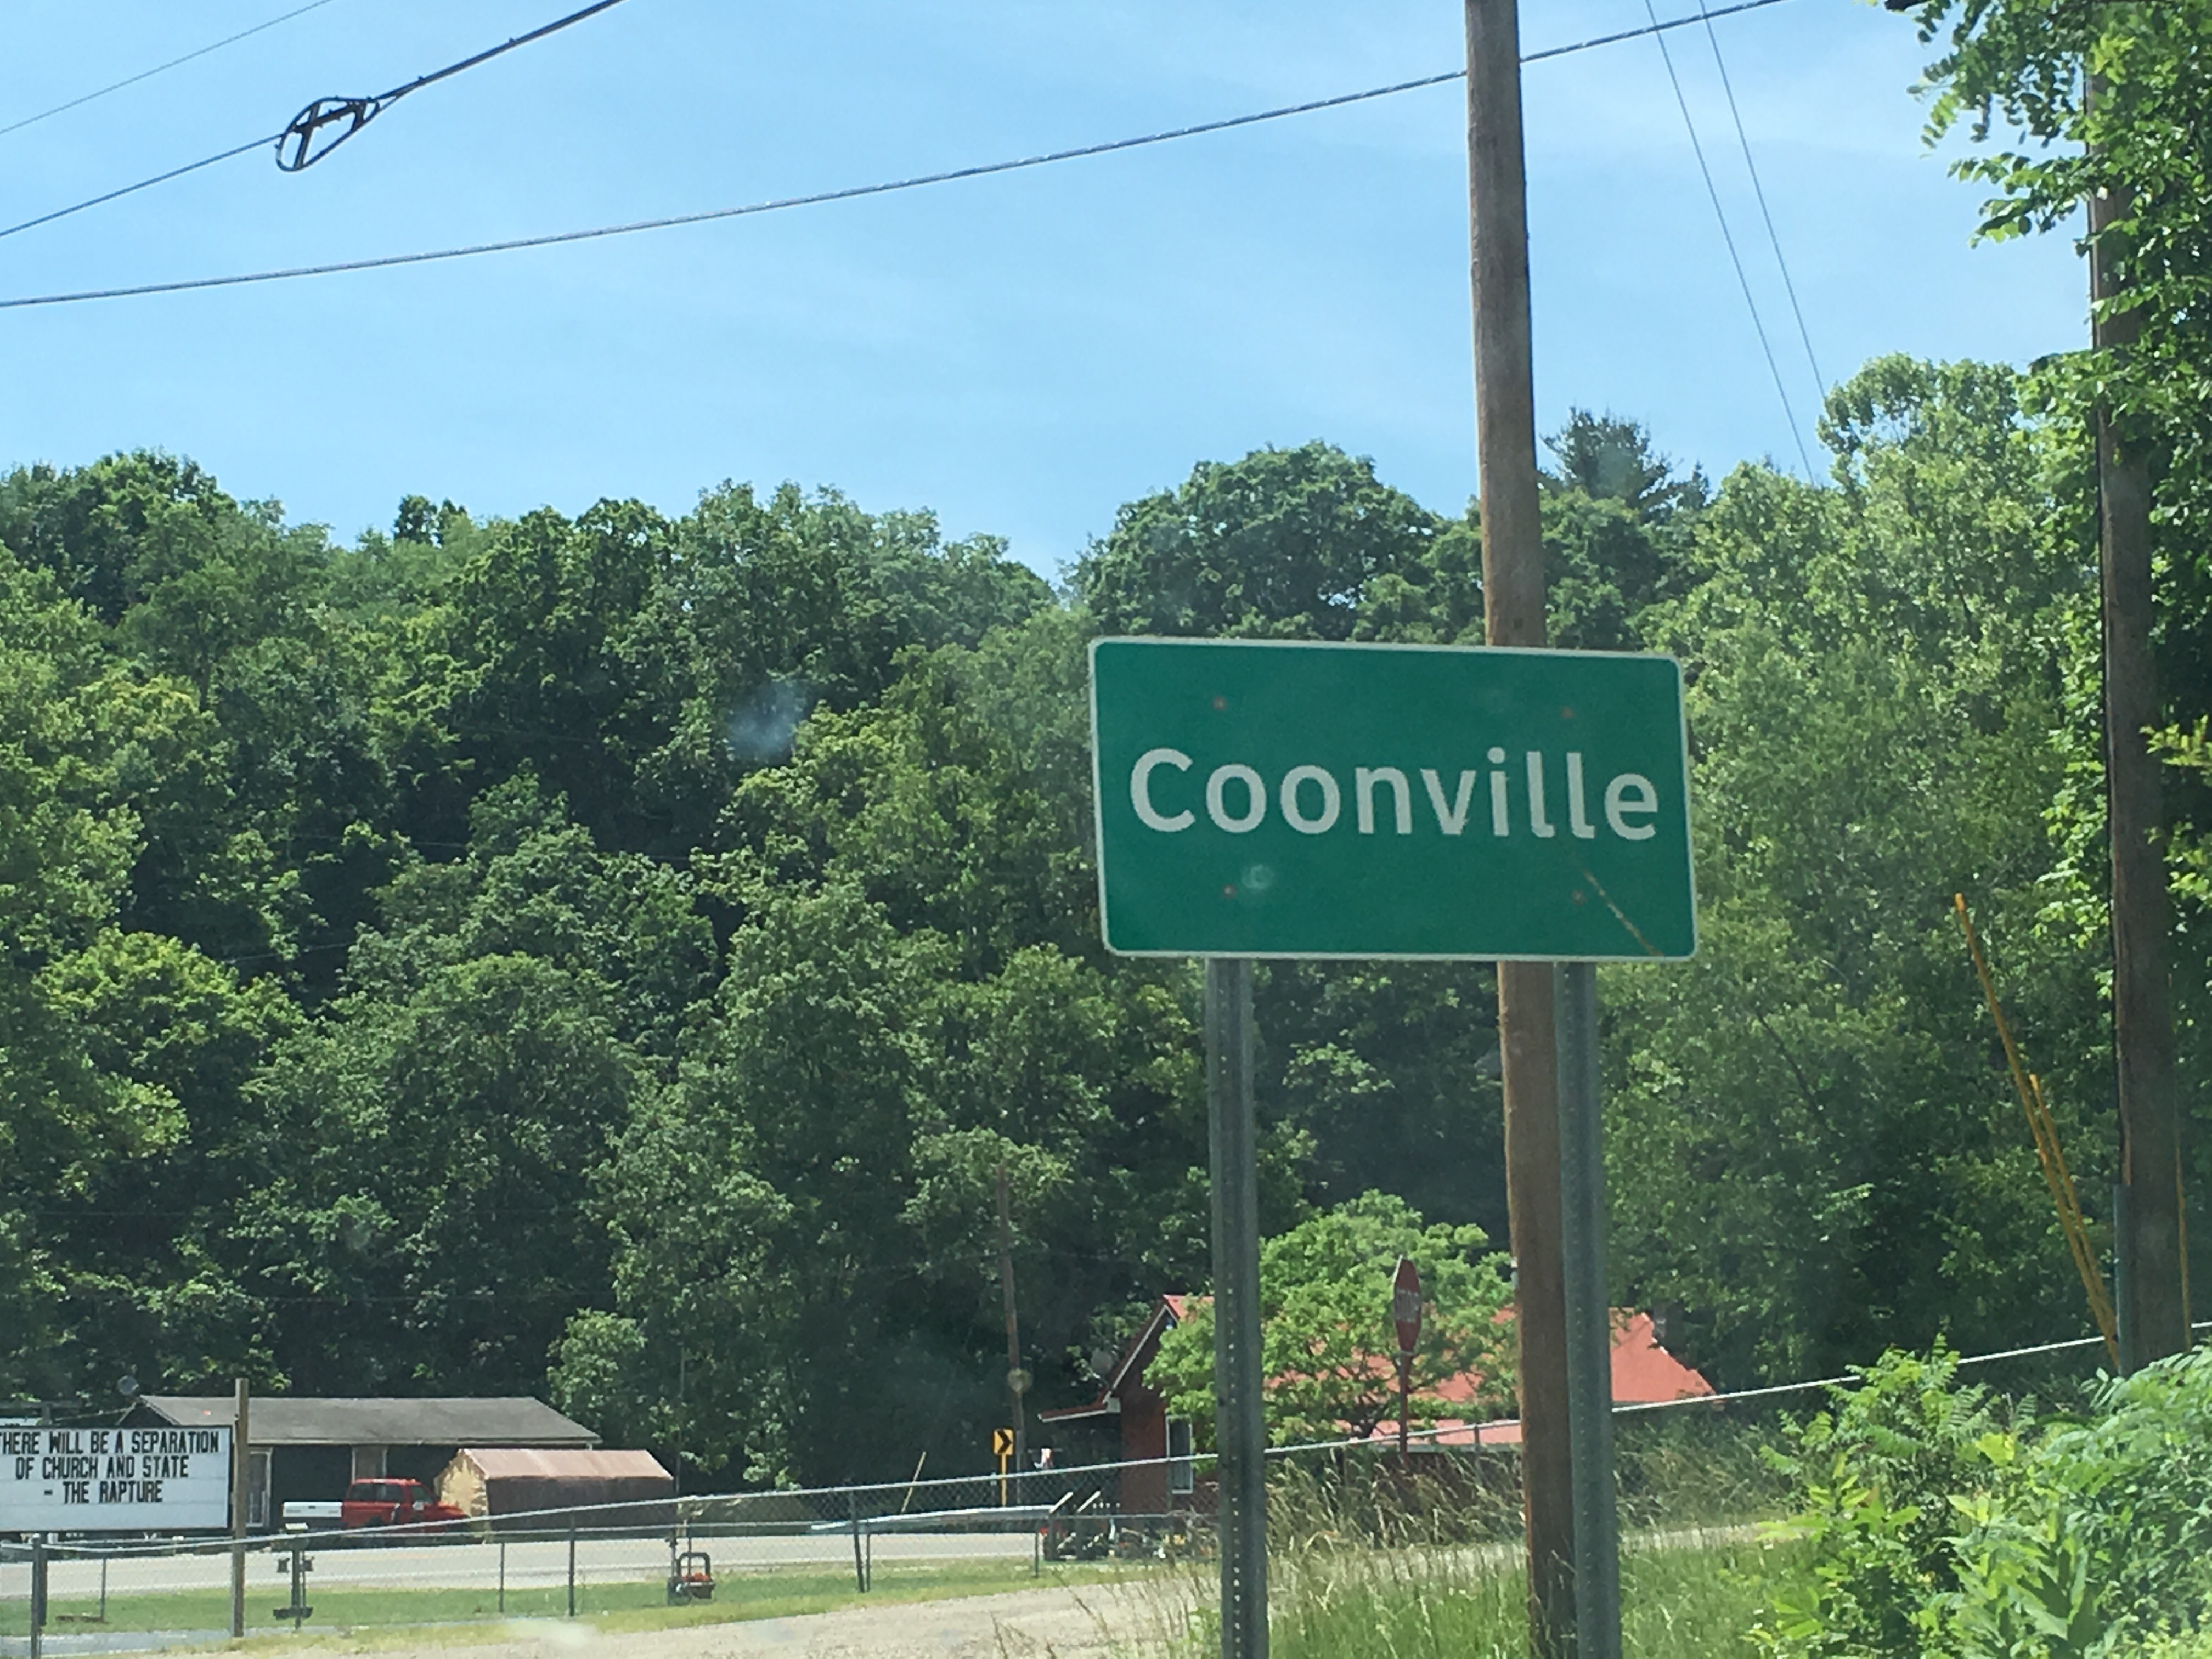 Coonville
THERE WILL BE A SEPARATION
OF CHURCH AND STATE
- THE RAPTURE